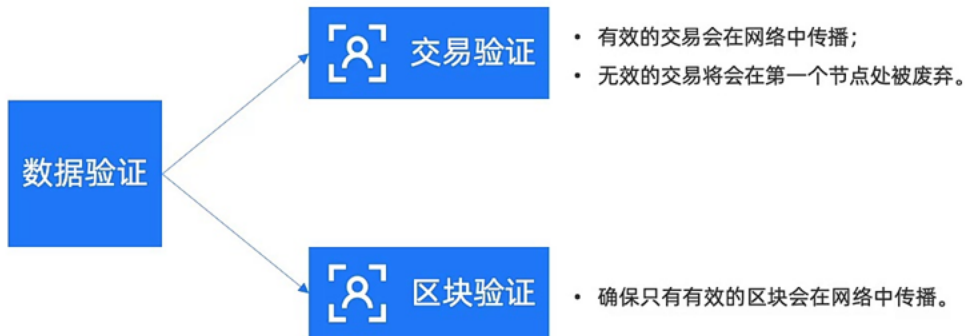 数据验证
交易验证
• 有效的交易会在网络中传播；
• 无效的交易将会在第一个节点处被废弃。
区块验证
• 确保只有有效的区块会在网络中传播。